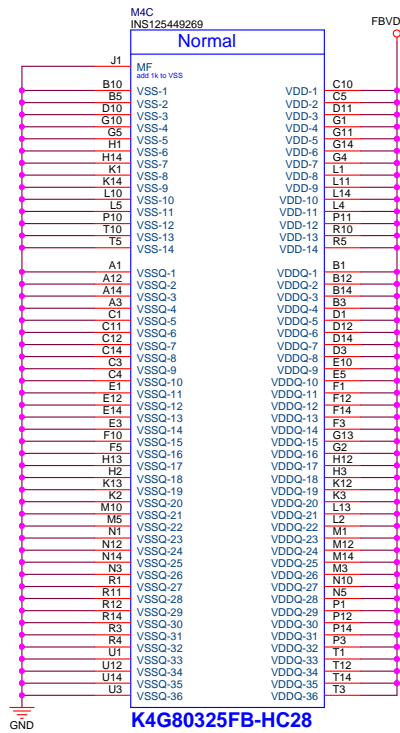 M4C
INS125449269
FBVD
Normal
J1 MF
add 1k to VSS
B10 VSS-1 VDD-1 C10
B5 VSS-2 VDD-2 C5
D10 VSS-3 VDD-3 D11
G10 VSS-4 VDD-4 G1
G5 VSS-5 VDD-5 G11
H1 VSS-6 VDD-6 G14
H14 VSS-7 VDD-7 G4
K1 VSS-8 VDD-8 L1
K14 VSS-9 VDD-9 L11
L10 VSS-10 VDD-10 L14
L5 VSS-11 VDD-11 L4
P10 VSS-12 VDD-12 P11
T10 VSS-13 VDD-13 R10
T5 VSS-14 VDD-14 R5
A1 VSSQ-1 VDDQ-1 B1
A12 VSSQ-2 VDDQ-2 B12
A14 VSSQ-3 VDDQ-3 B14
A3 VSSQ-4 VDDQ-4 B3
C1 VSSQ-5 VDDQ-5 D1
C11 VSSQ-6 VDDQ-6 D12
C12 VSSQ-7 VDDQ-7 D14
C14 VSSQ-8 VDDQ-8 D3
C3 VSSQ-9 VDDQ-9 E10
C4 VSSQ-10 VDDQ-10 E5
E1 VSSQ-11 VDDQ-11 F1
E12 VSSQ-12 VDDQ-12 F12
E14 VSSQ-13 VDDQ-13 F14
E3 VSSQ-14 VDDQ-14 F3
F10 VSSQ-15 VDDQ-15 G13
F5 VSSQ-16 VDDQ-16 G2
H13 VSSQ-17 VDDQ-17 H12
H2 VSSQ-18 VDDQ-18 H3
K13 VSSQ-19 VDDQ-19 K12
K2 VSSQ-20 VDDQ-20 K3
M10 VSSQ-21 VDDQ-21 L13
M5 VSSQ-22 VDDQ-22 L2
N1 VSSQ-23 VDDQ-23 M1
N12 VSSQ-24 VDDQ-24 M12
N14 VSSQ-25 VDDQ-25 M14
N3 VSSQ-26 VDDQ-26 M3
R1 VSSQ-27 VDDQ-27 N10
R11 VSSQ-28 VDDQ-28 N5
R12 VSSQ-29 VDDQ-29 P1
R14 VSSQ-30 VDDQ-30 P12
R3 VSSQ-31 VDDQ-31 P14
R4 VSSQ-32 VDDQ-32 P3
U1 VSSQ-33 VDDQ-33 T1
U12 VSSQ-34 VDDQ-34 T12
U14 VSSQ-35 VDDQ-35 T14
U3 VSSQ-36 VDDQ-36 T3
GND
K4G80325FB-HC28